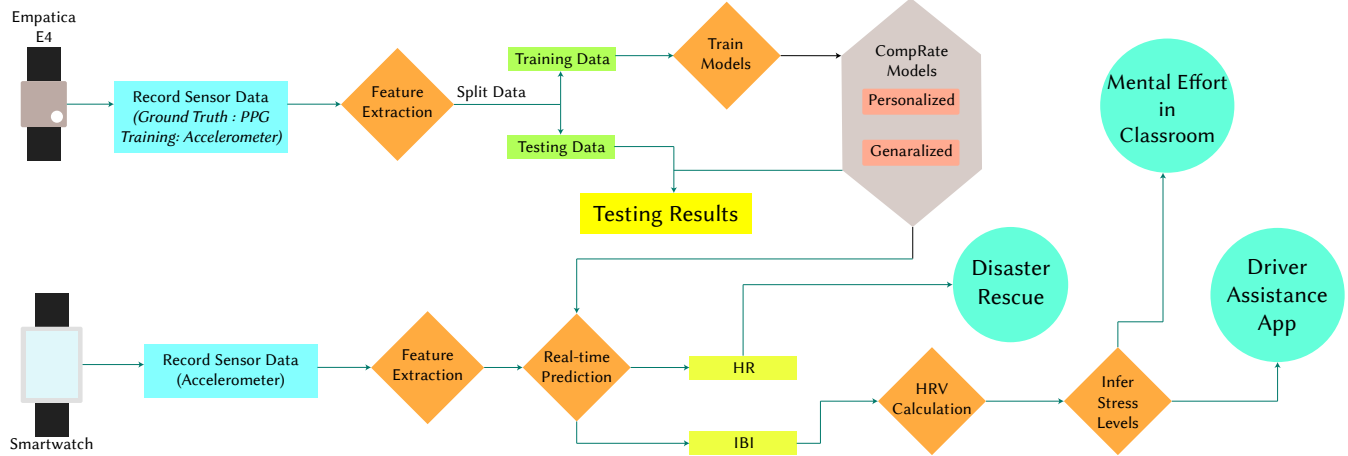 Empatica
E4
Record Sensor Data
(Ground Truth : PPG
Training: Accelerometer)
Feature
Extraction
Split Data
Training Data
Testing Data
Train
Models
CompRate
Models
Personalized
Genaralized
Testing Results
Mental Effort
in
Classroom
Disaster
Rescue
Driver
Assistance
App
Smartwatch
Record Sensor Data
(Accelerometer)
Feature
Extraction
Real-time
Prediction
HR
IBI
HRV
Calculation
Infer
Stress
Levels